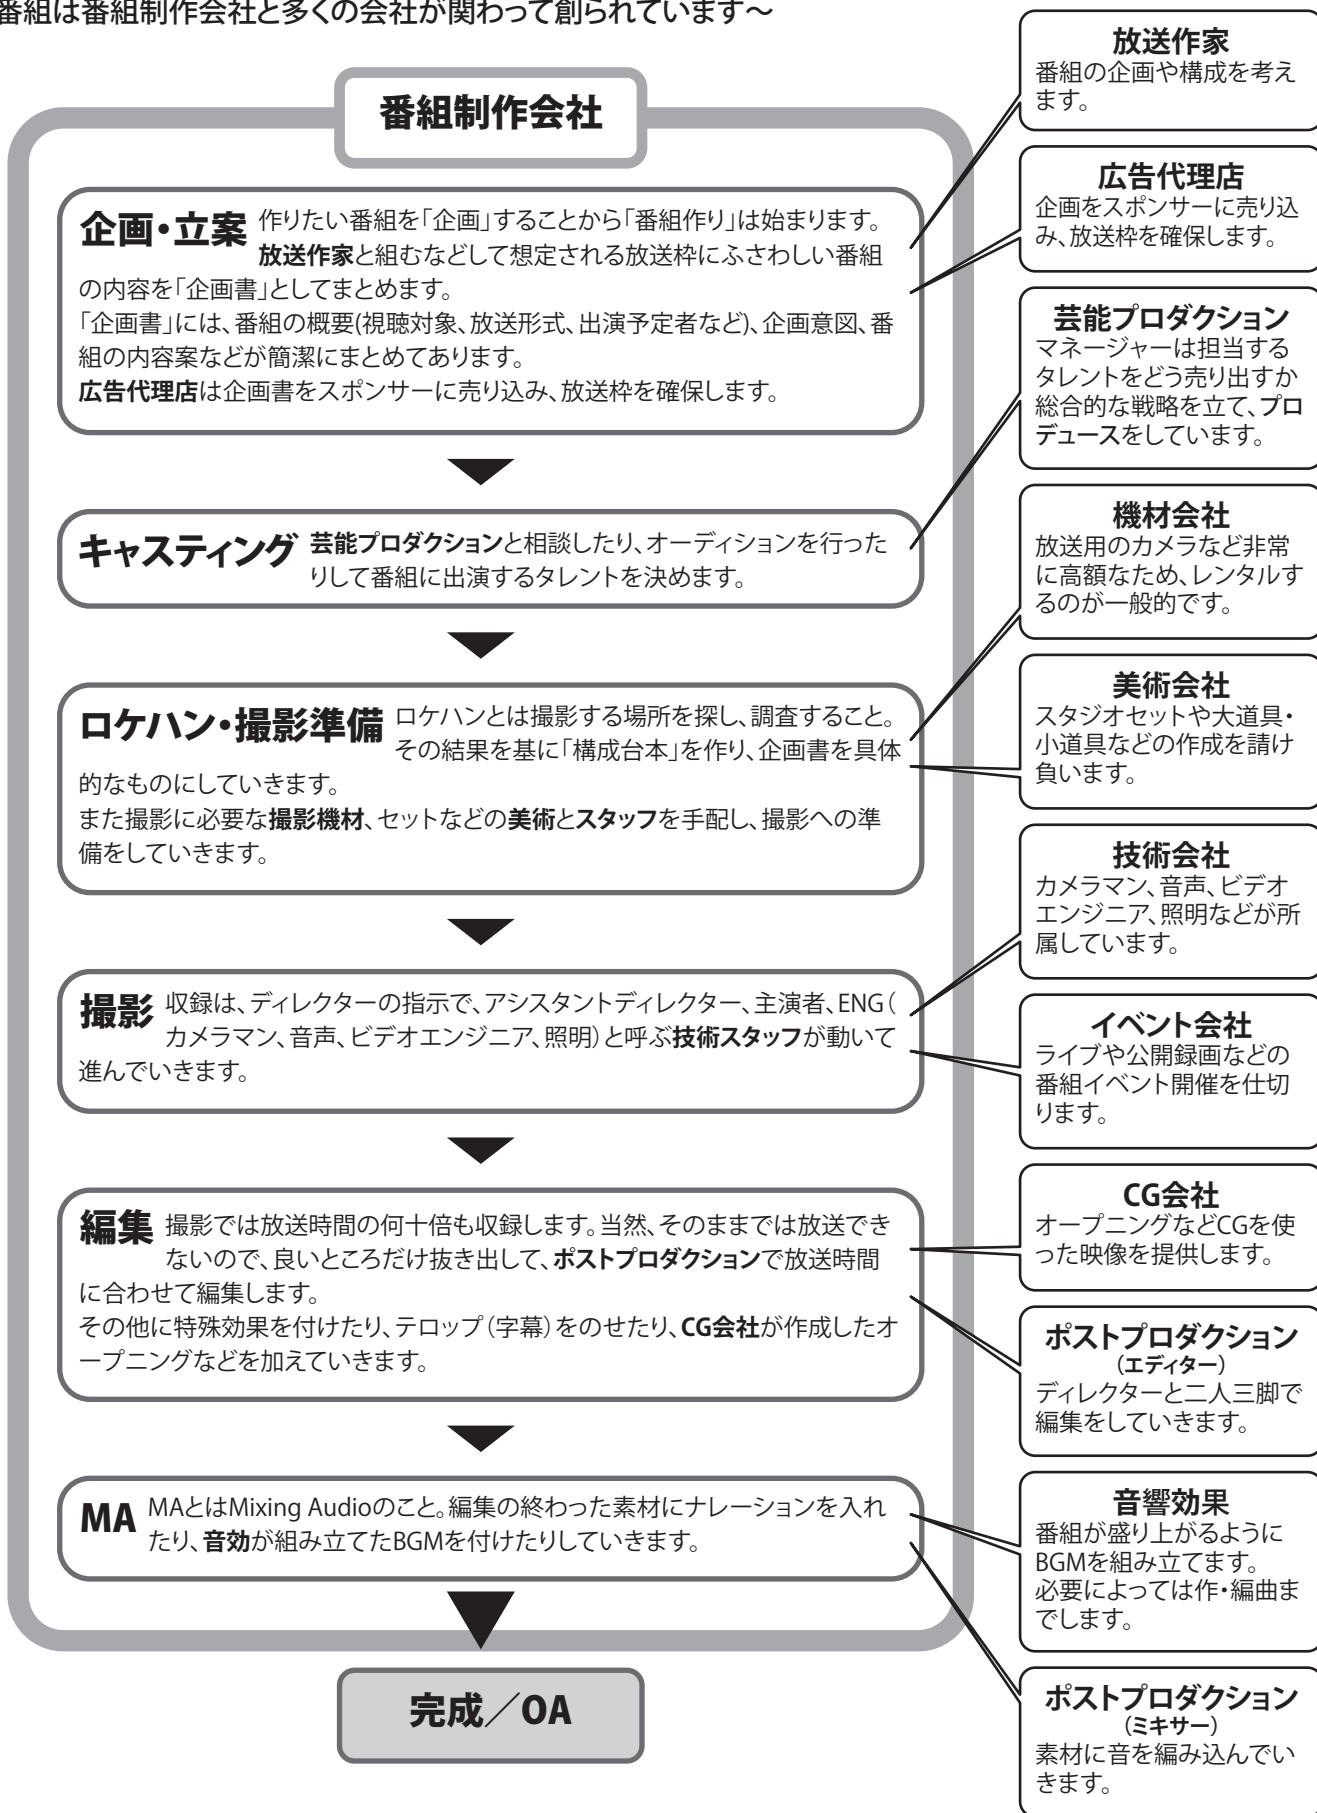 番組は番組制作会社と多くの会社が関わって創られています～
番組制作会社
企画・立案 作りたい番組を「企画」することから「番組作り」は始まります。
放送作家と組むなどして想定される放送枠にふさわしい番組
の内容を「企画書」としてまとめます。
「企画書」には、番組の概要(視聴対象、放送形式、出演予定者など)、企画意図、番
組の内容案などが簡潔にまとめてあります。
広告代理店は企画書をスポンサーに売り込み、放送枠を確保します。
キャスティング 芸能プロダクションと相談したり、オーディションを行った
りして番組に出演するタレントを決めます。
ロケハン・撮影準備 ロケハンとは撮影する場所を探し、調査すること。
その結果を基に「構成台本」を作り、企画書を具体
的なものにしていきます。
また撮影に必要な撮影機材、セットなどの美術とスタッフを手配し、撮影への準
備をしていきます。
撮影 収録は、ディレクターの指示で、アシスタントディレクター、主演者、ENG（
カメラマン、音声、ビデオエンジニア、照明）と呼ぶ技術スタッフが動いて
進んでいきます。
編集 撮影では放送時間の何十倍も収録します。当然、そのままでは放送でき
ないので、良いところだけ抜き出して、ポストプロダクションで放送時間
に合わせて編集します。
その他に特殊効果を付けたり、テロップ（字幕）をのせたり、CG会社が作成したオ
ープニングなどを加えていきます。
MA MAとはMixing Audioのこと。編集の終わった素材にナレーションを入れ
たり、音効が組み立てたBGMを付けたりしていきます。
完成／OA
放送作家
番組の企画や構成を考え
ます。
広告代理店
企画をスポンサーに売り込
み、放送枠を確保します。
芸能プロダクション
マネージャーは担当する
タレントをどう売り出すか
総合的な戦略を立て、プロ
デュースをしています。
機材会社
放送用のカメラなど非常
に高額なため、レンタルす
るのが一般的です。
美術会社
スタジオセットや大道具・
小道具などの作成を請け
負います。
技術会社
カメラマン、音声、ビデオ
エンジニア、照明などが所
属しています。
イベント会社
ライブや公開録画などの
番組イベント開催を仕切
ります。
CG会社
オープニングなどCGを使
った映像を提供します。
ポストプロダクション
（エディター）
ディレクターと二人三脚で
編集をしていきます。
音響効果
番組が盛り上がるように
BGMを組み立てます。
必要によっては作・編曲ま
でします。
ポストプロダクション
（ミキサー）
素材に音を編み込んでい
きます。